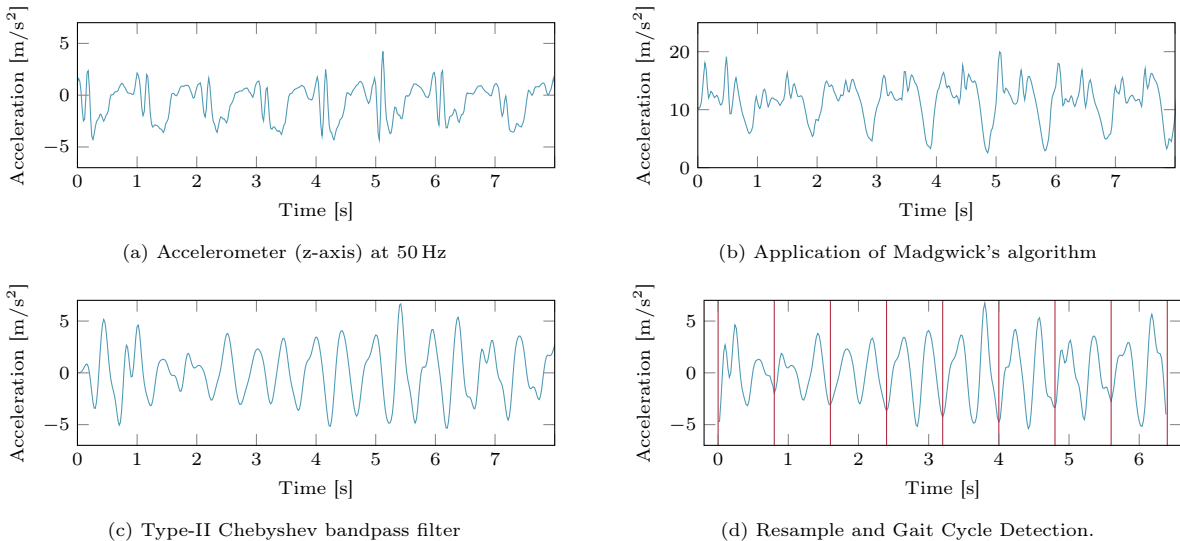 Acceleration [m/s²]
5
0
−5
0 1 2 3 4 5 6 7
Time [s]
(a) Accelerometer (z-axis) at 50 Hz
Acceleration [m/s²]
20
10
0
0 1 2 3 4 5 6 7
Time [s]
(b) Application of Madgwick's algorithm
Acceleration [m/s²]
5
0
−5
0 1 2 3 4 5 6 7
Time [s]
(c) Type-II Chebyshev bandpass filter
Acceleration [m/s²]
5
0
−5
0 1 2 3 4 5 6
Time [s]
(d) Resample and Gait Cycle Detection.